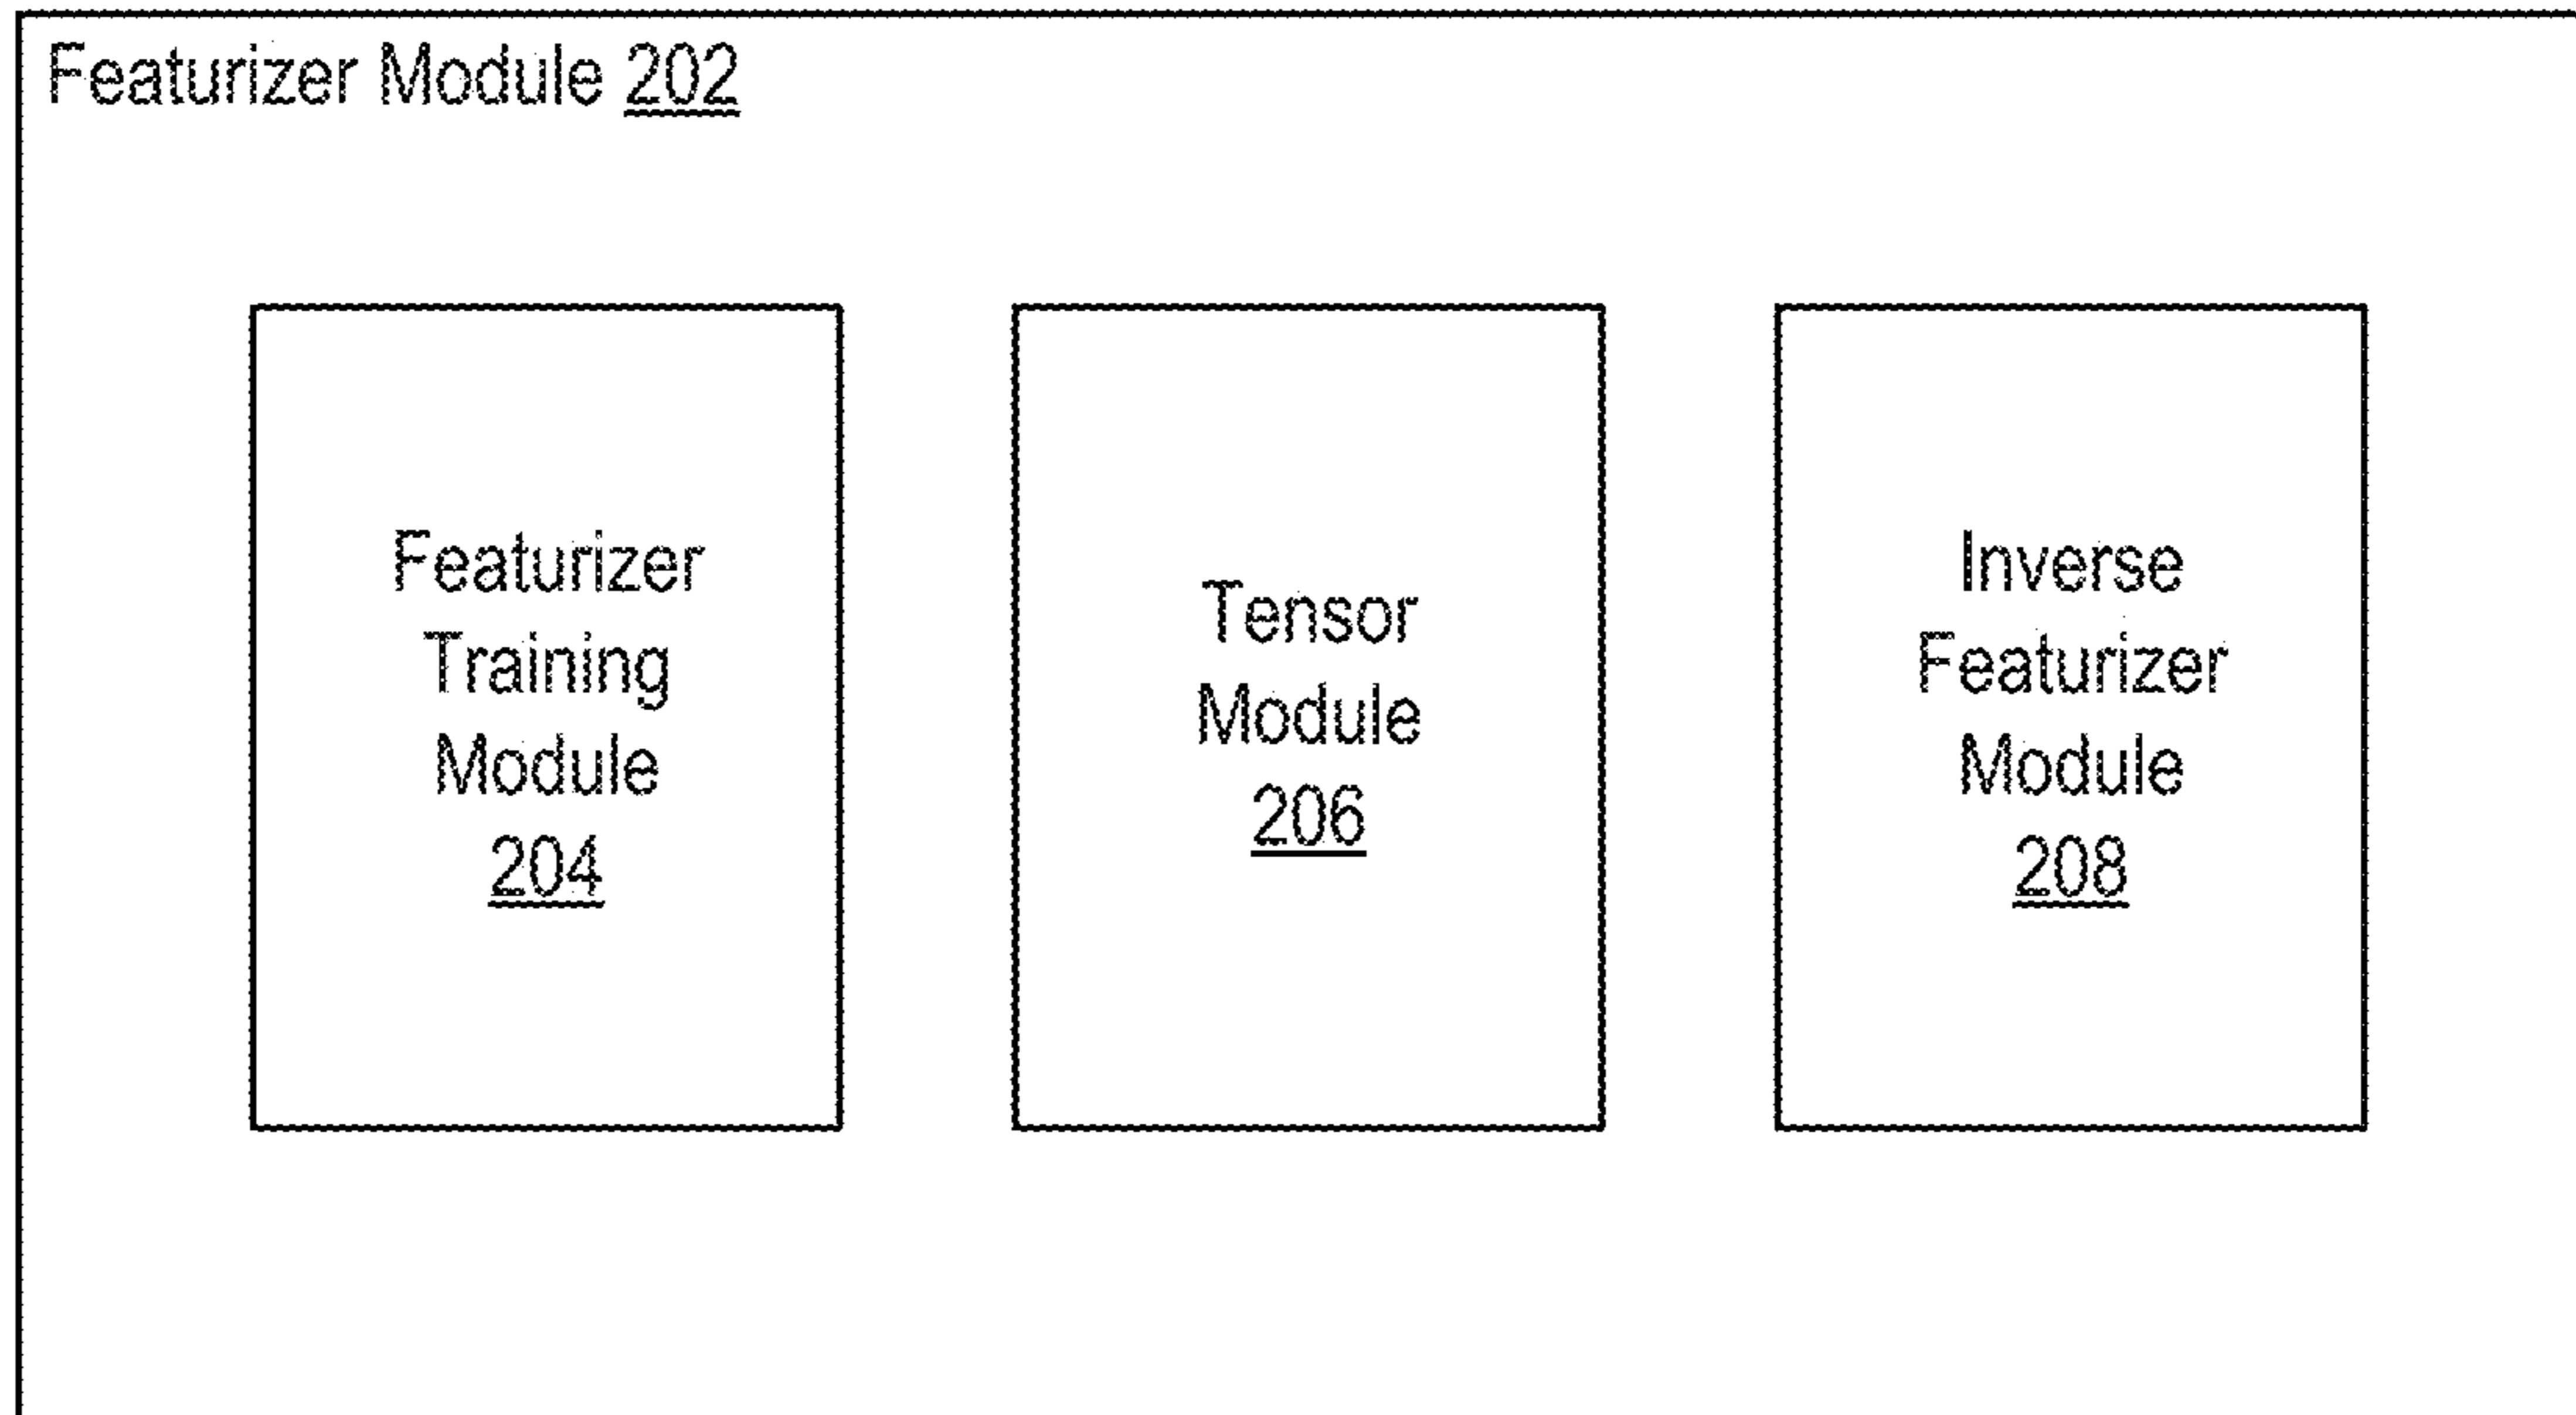 Featurizer Module 202
Featurizer
Training
Module
204
Tensor
Module
206
Inverse
Featurizer
Module
208